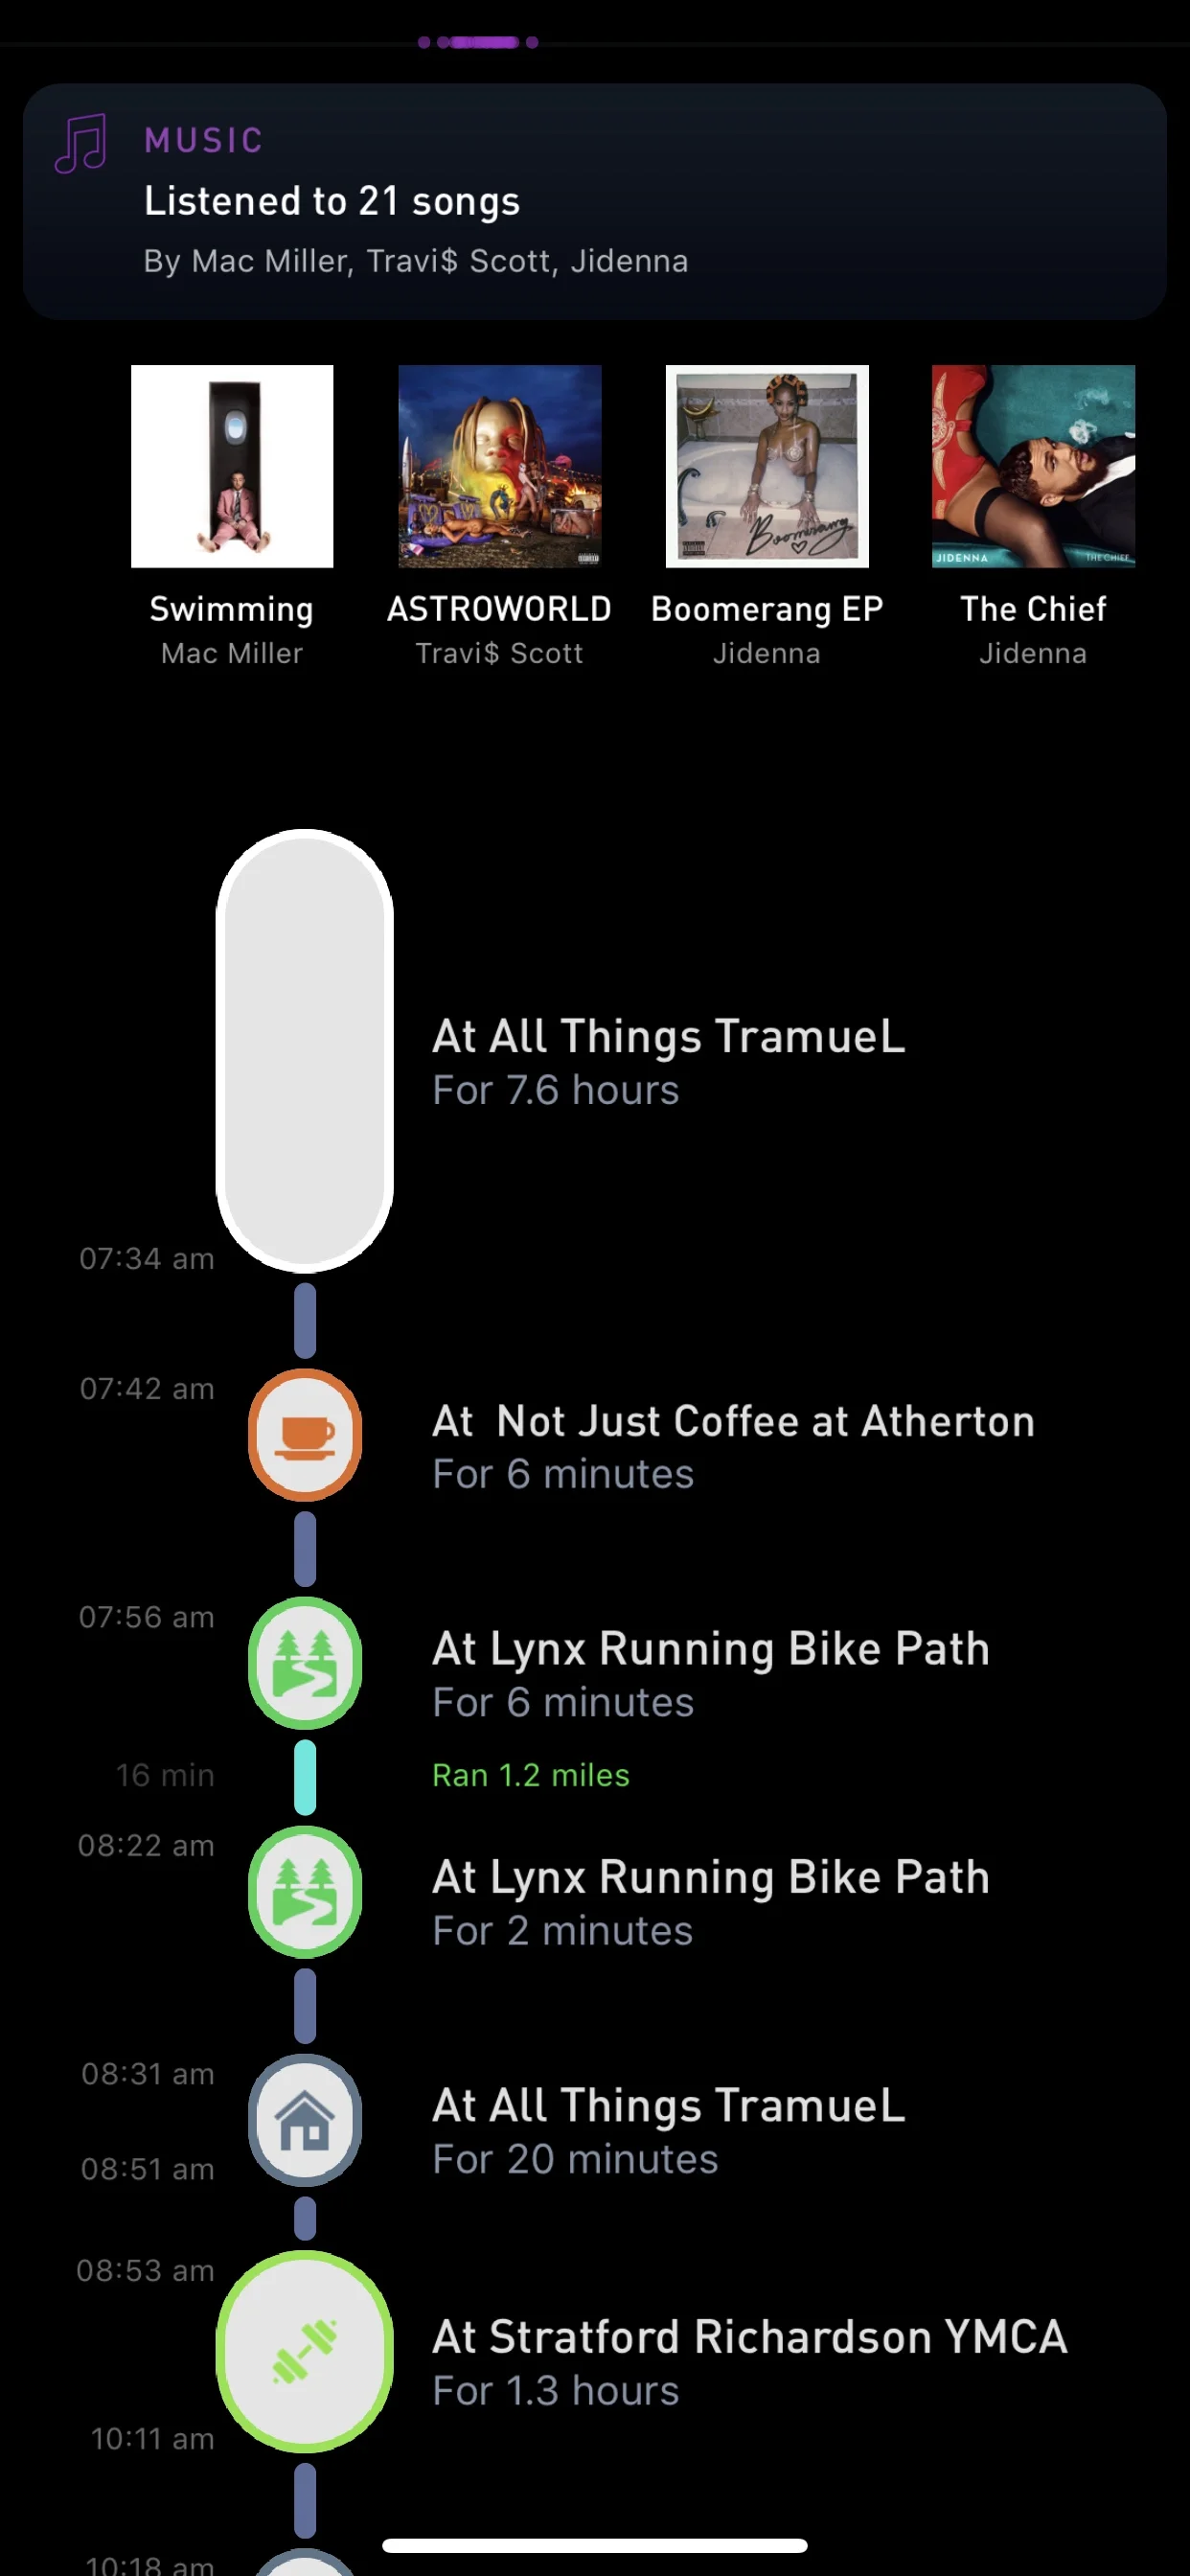 MUSIC
Listened to 21 songs
By Mac Miller, Travi$ Scott, Jidenna
Boomerang
JIDENNA
THE CHIEF
Swimming
ASTROWORLD
Boomerang EP
The Chief
Mac Miller
Travi$ Scott
Jidenna
Jidenna
At All Things TramueL
For 7.6 hours
07:34 am
07:42 am
At Not Just Coffee at Atherton
For 6 minutes
07:56 am
At Lynx Running Bike Path
For 6 minutes
16 min
Ran 1.2 miles
08:22 am
At Lynx Running Bike Path
For 2 minutes
08:31 am
At All Things TramueL
For 20 minutes
08:51 am
08:53 am
At Stratford Richardson YMCA
For 1.3 hours
10:11 am
10:18 am